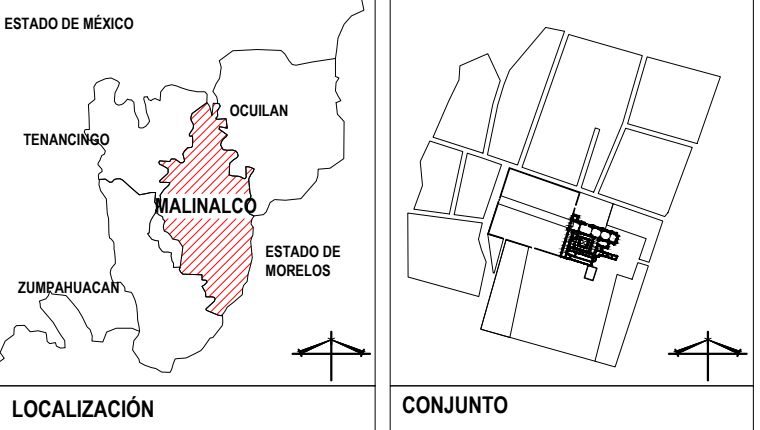 ESTADO DE MÉXICO
OCUILAN
TENANCINGO
MALINALCO
ESTADO DE
MORELOS
ZUMPAHUACAN
LOCALIZACIÓN
CONJUNTO